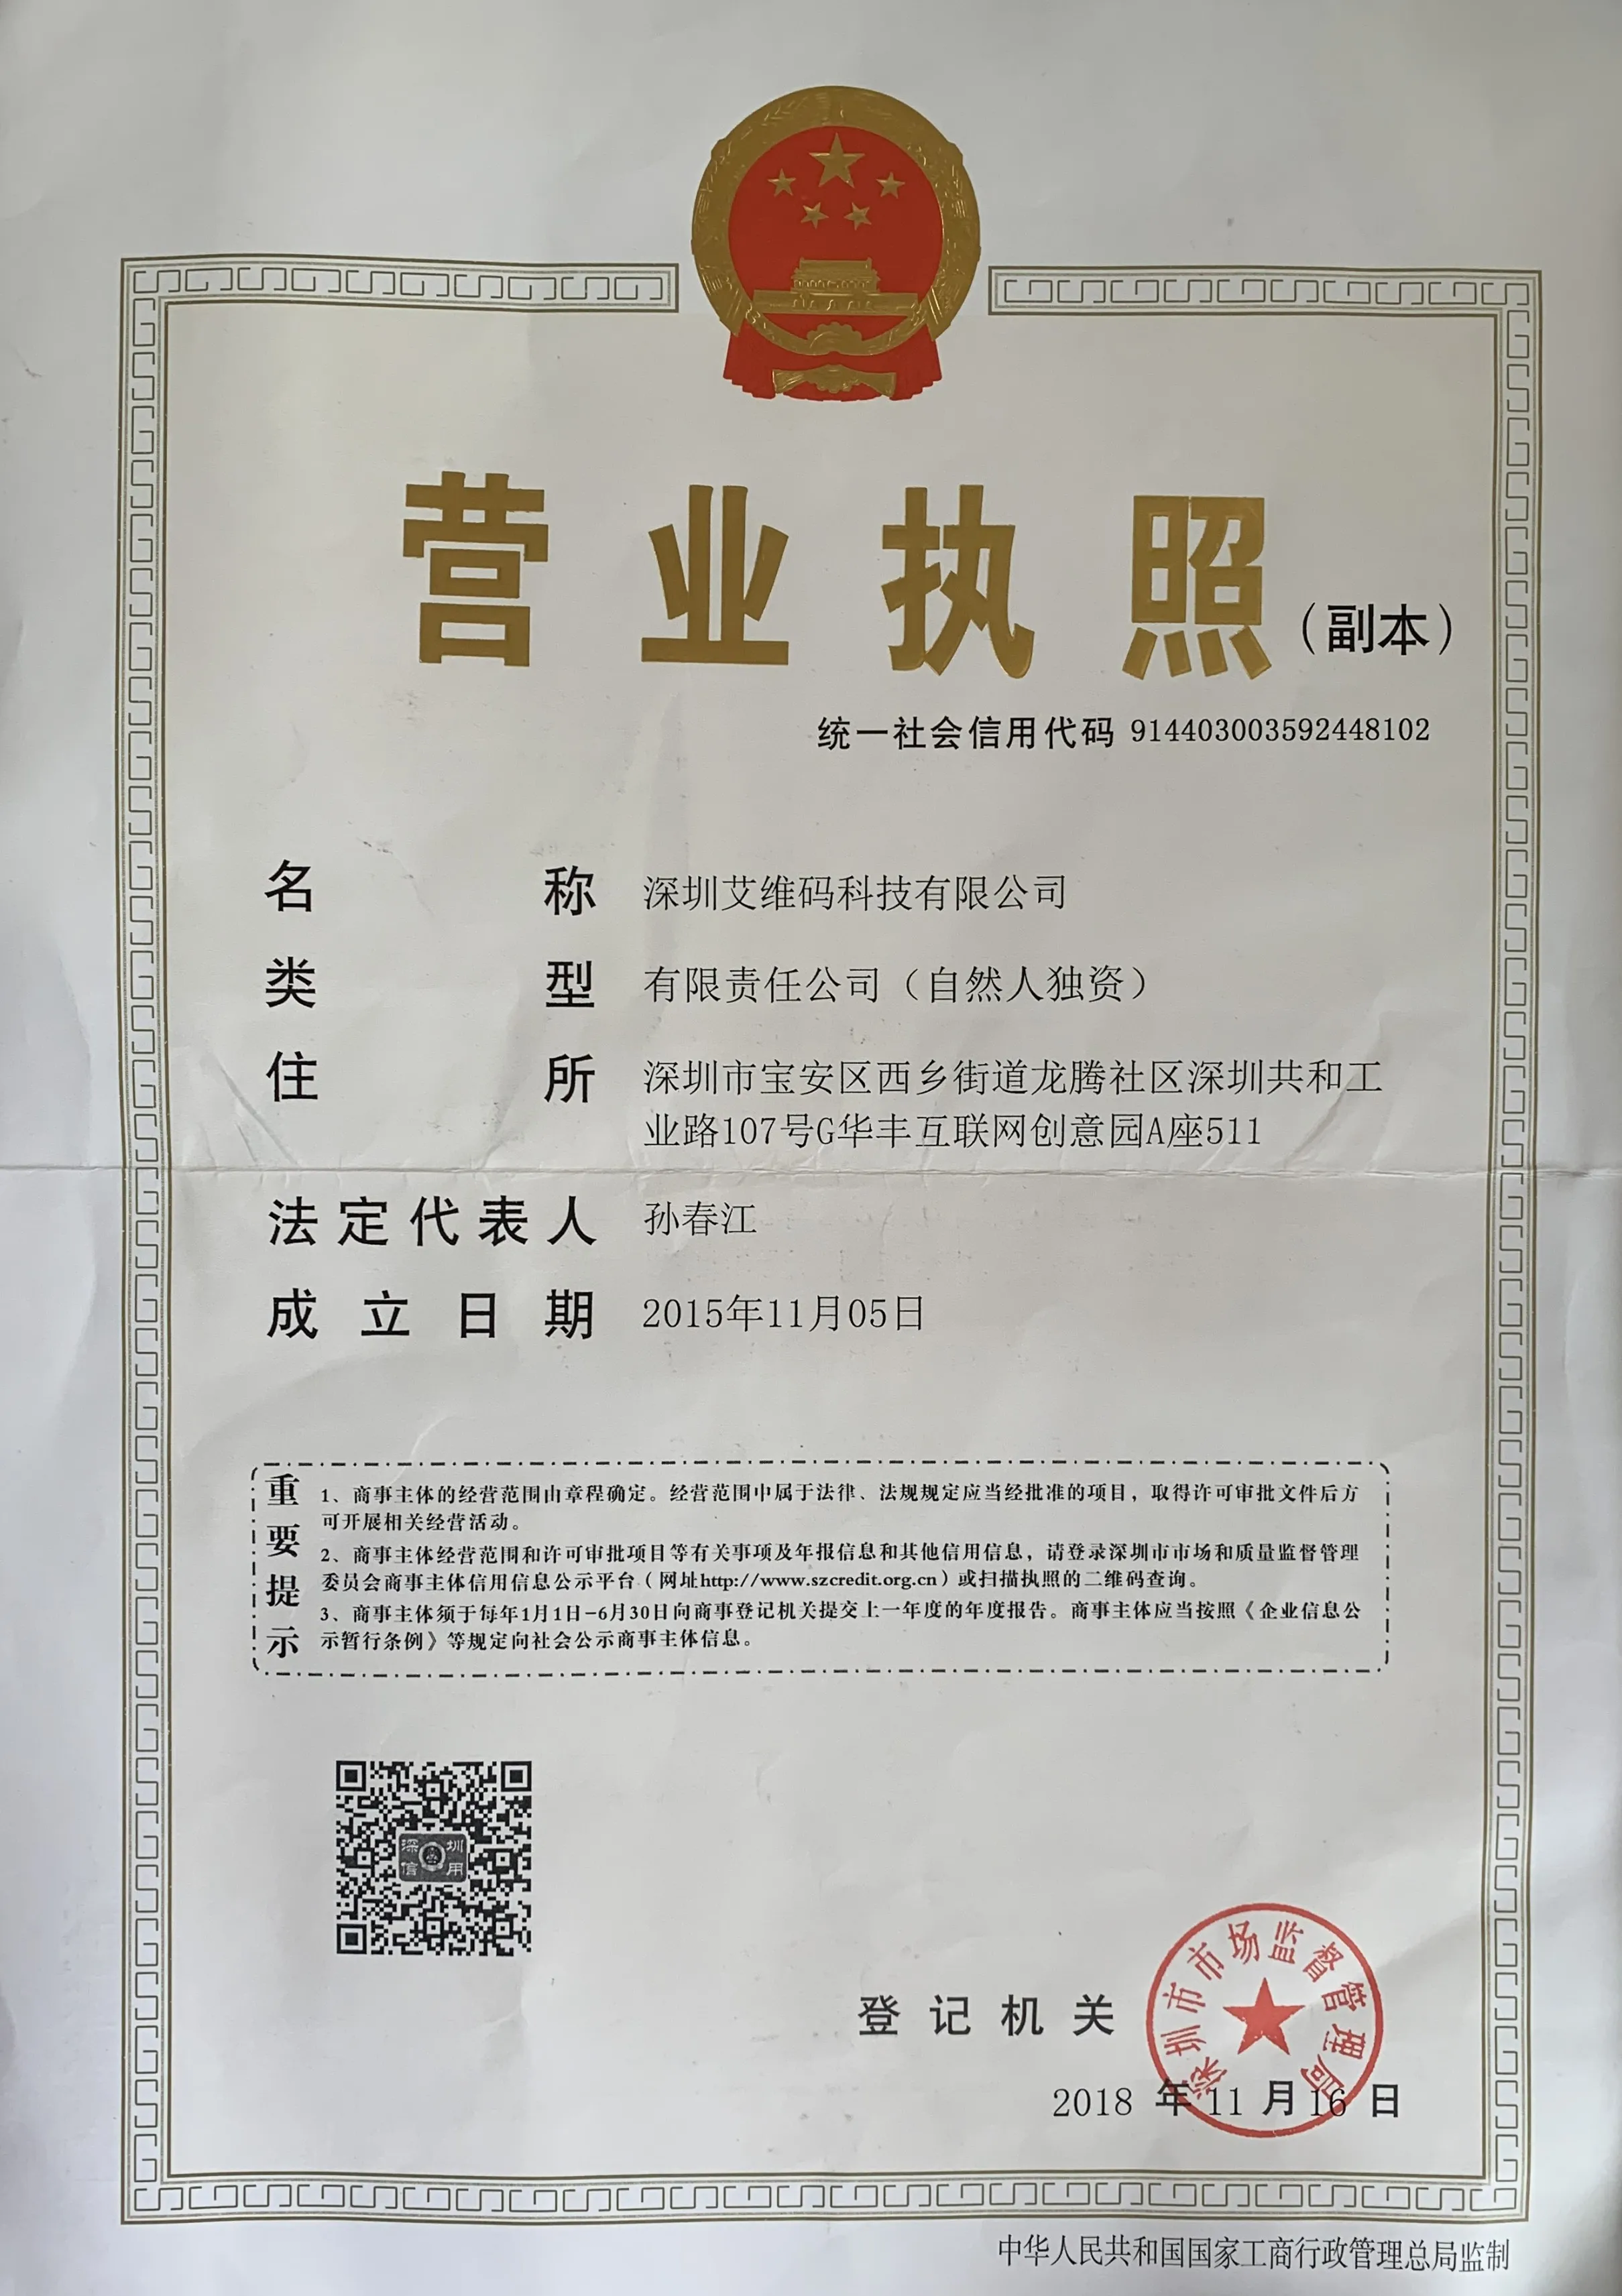 营业执照（副本）
统一社会信用代码 914403003592448102
名称 深圳艾维码科技有限公司
类型 有限责任公司（自然人独资）
住所 深圳市宝安区西乡街道龙腾社区深圳共和工
业路107号G华丰互联网创意园A座511
法定代表人 孙春江
成立日期 2015年11月05日
重要提示
1、商事主体的经营范围由章程确定。经营范围中属于法律、法规规定应当经批准的项目，取得许可审批文件后方
可开展相关经营活动。
2、商事主体经营范围和许可审批项目等有关事项及年报信息和其他信用信息，请登录深圳市市场和质量监督管理
委员会商事主体信用信息公示平台（网址http://www.szcredit.org.cn）或扫描执照的二维码查询。
3、商事主体须于每年1月1日-6月30日向商事登记机关提交上一年度的年度报告。商事主体应当按照《企业信息公
示暂行条例》等规定向社会公示商事主体信息。
深圳
信用
登记机关
深圳市市场监督管理局
2018 年 11 月 16 日
中华人民共和国国家工商行政管理总局监制